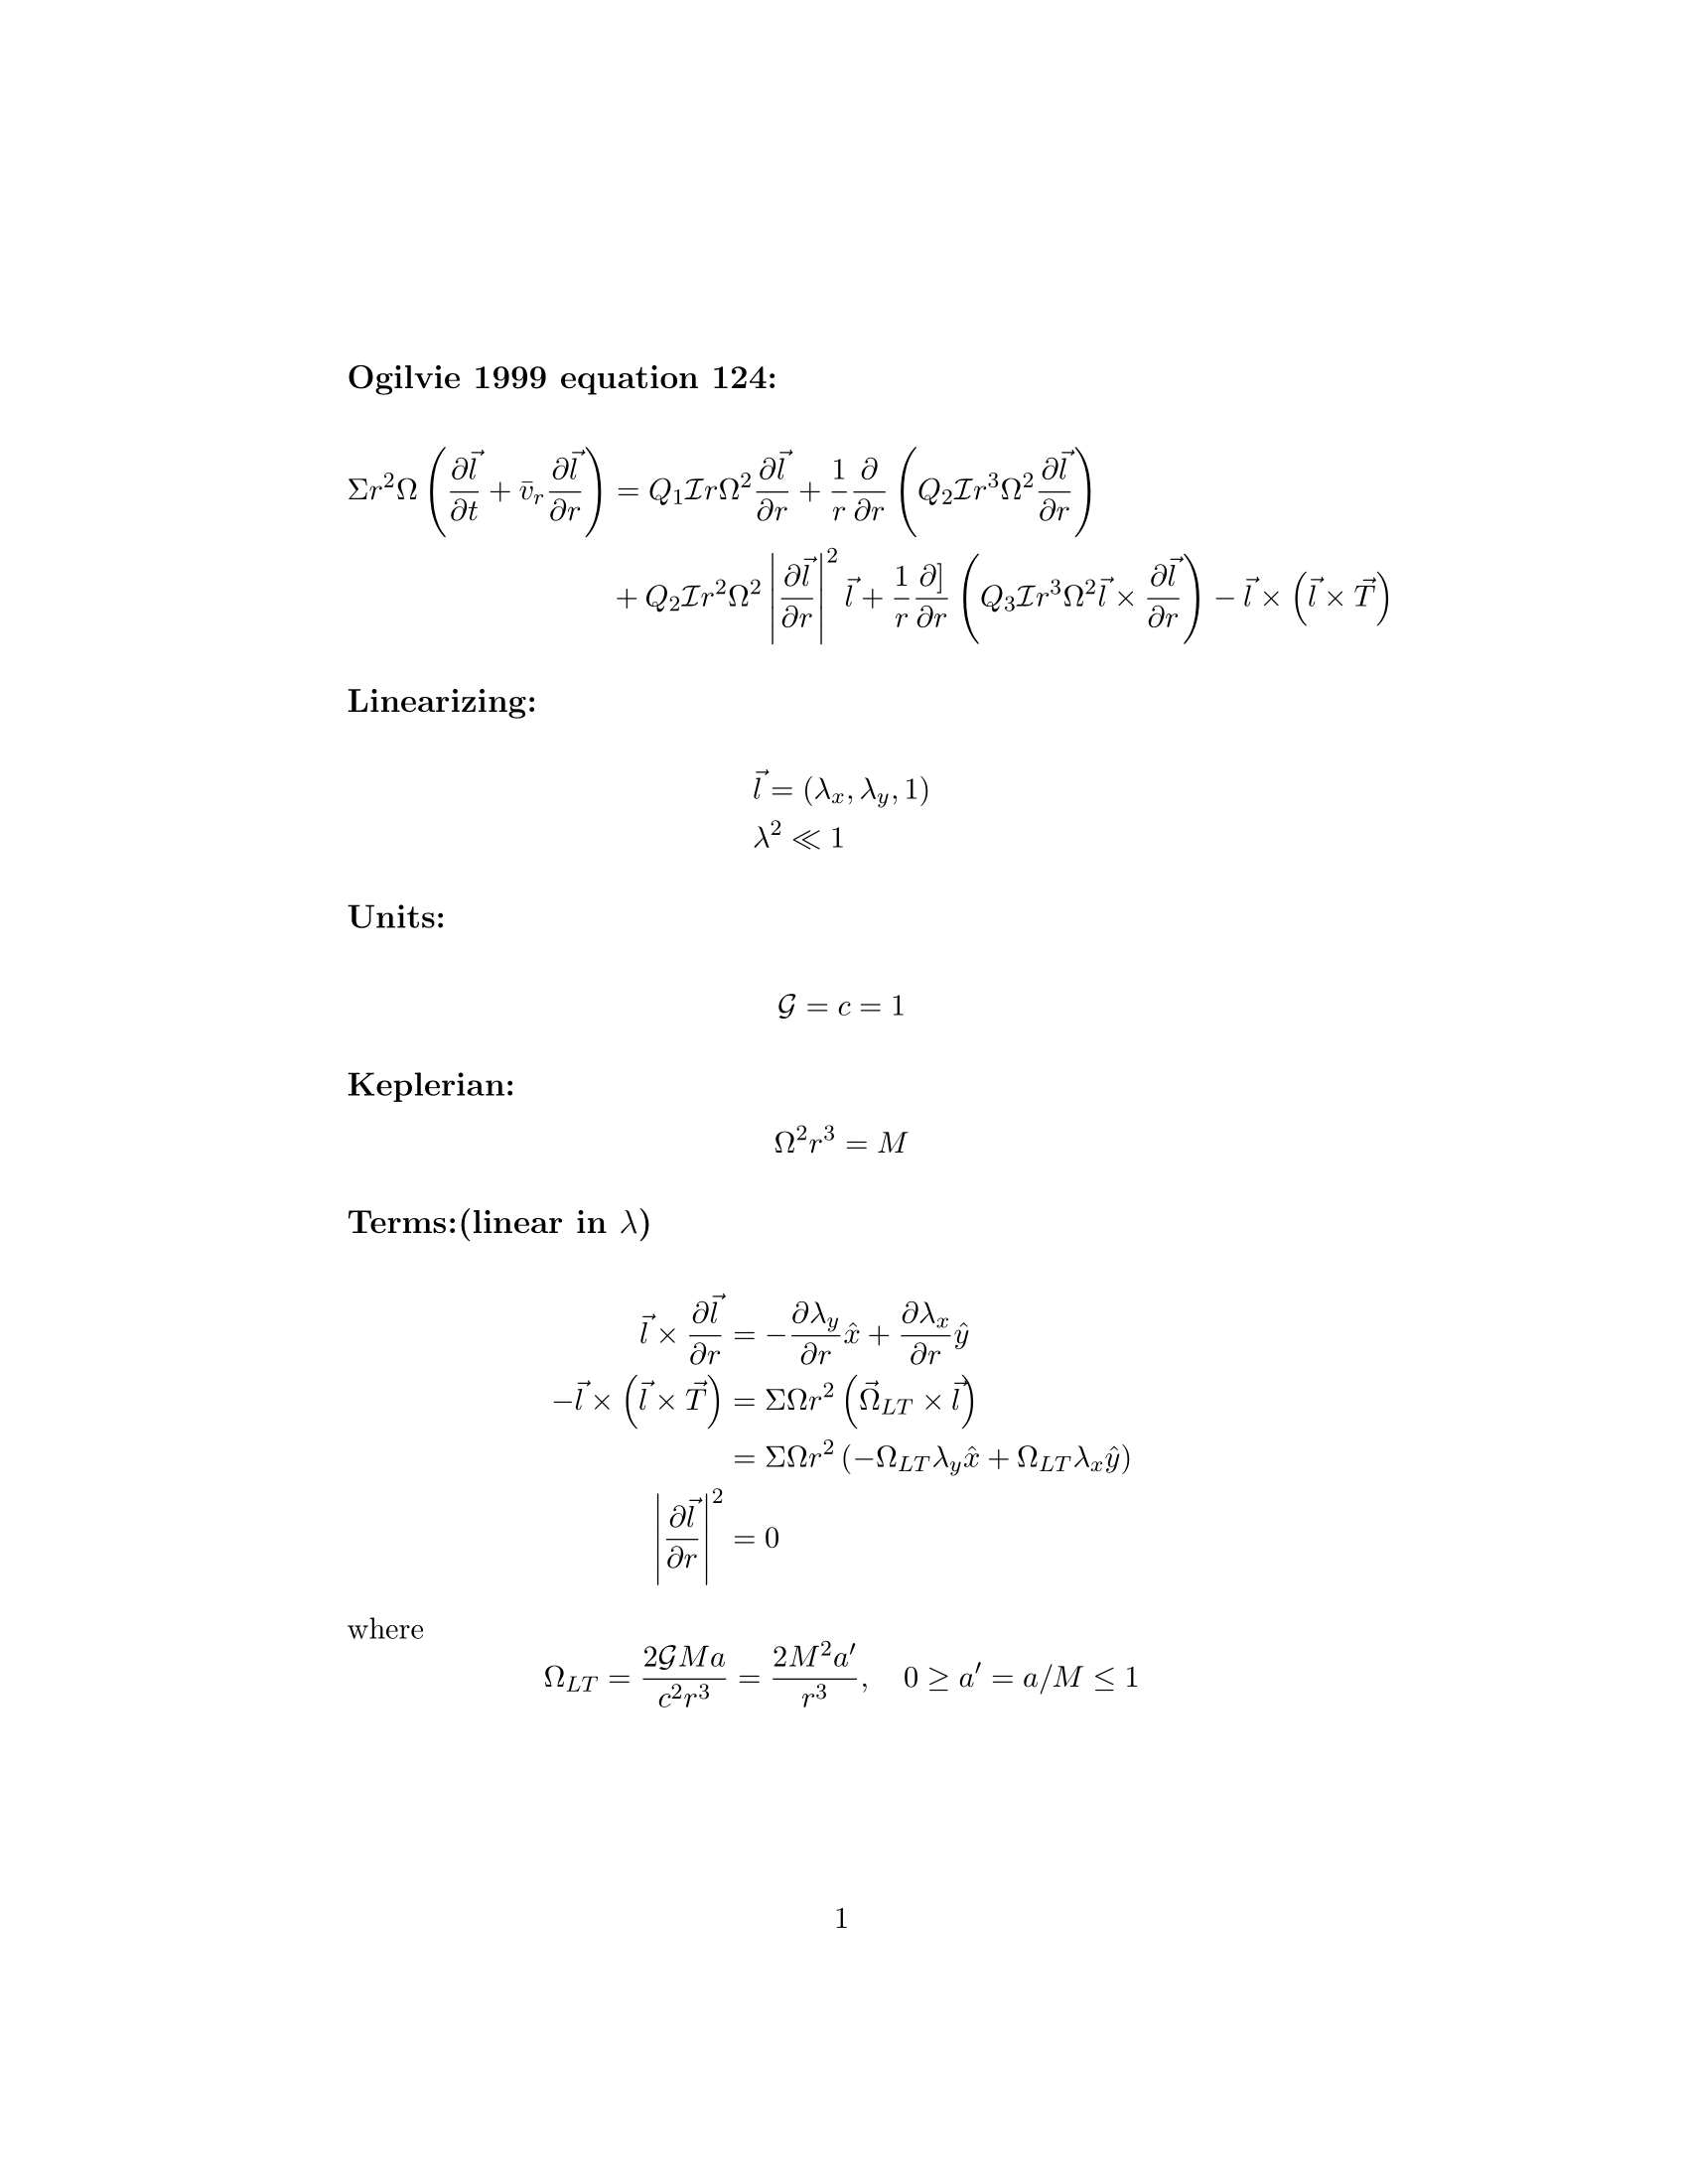 Ogilvie 1999 equation 124:
$\Sigma r^2 \Omega \left( \frac{\partial \vec{l}}{\partial t} + \bar{v}_r \frac{\partial \vec{l}}{\partial r} \right) = Q_1 \mathcal{I} r \Omega^2 \frac{\partial \vec{l}}{\partial r} + \frac{1}{r} \frac{\partial}{\partial r} \left( Q_2 \mathcal{I} r^3 \Omega^2 \frac{\partial \vec{l}}{\partial r} \right)$
$+ Q_2 \mathcal{I} r^2 \Omega^2 \left| \frac{\partial \vec{l}}{\partial r} \right|^2 \vec{l} + \frac{1}{r} \frac{\partial ]}{\partial r} \left( Q_3 \mathcal{I} r^3 \Omega^2 \vec{l} \times \frac{\partial \vec{l}}{\partial r} \right) - \vec{l} \times \left( \vec{l} \times \vec{T} \right)$
Linearizing:
$\vec{l} = (\lambda_x, \lambda_y, 1)$
$\lambda^2 \ll 1$
Units:
$\mathcal{G} = c = 1$
Keplerian:
$\Omega^2 r^3 = M$
Terms:(linear in $\lambda$)
$\vec{l} \times \frac{\partial \vec{l}}{\partial r} = -\frac{\partial \lambda_y}{\partial r} \hat{x} + \frac{\partial \lambda_x}{\partial r} \hat{y}$
$-\vec{l} \times \left( \vec{l} \times \vec{T} \right) = \Sigma \Omega r^2 \left( \vec{\Omega}_{LT} \times \vec{l} \right)$
$= \Sigma \Omega r^2 \left( -\Omega_{LT} \lambda_y \hat{x} + \Omega_{LT} \lambda_x \hat{y} \right)$
$\left| \frac{\partial \vec{l}}{\partial r} \right|^2 = 0$
where
$\Omega_{LT} = \frac{2 \mathcal{G} M a}{c^2 r^3} = \frac{2 M^2 a'}{r^3}, \quad 0 \geq a' = a/M \leq 1$
1